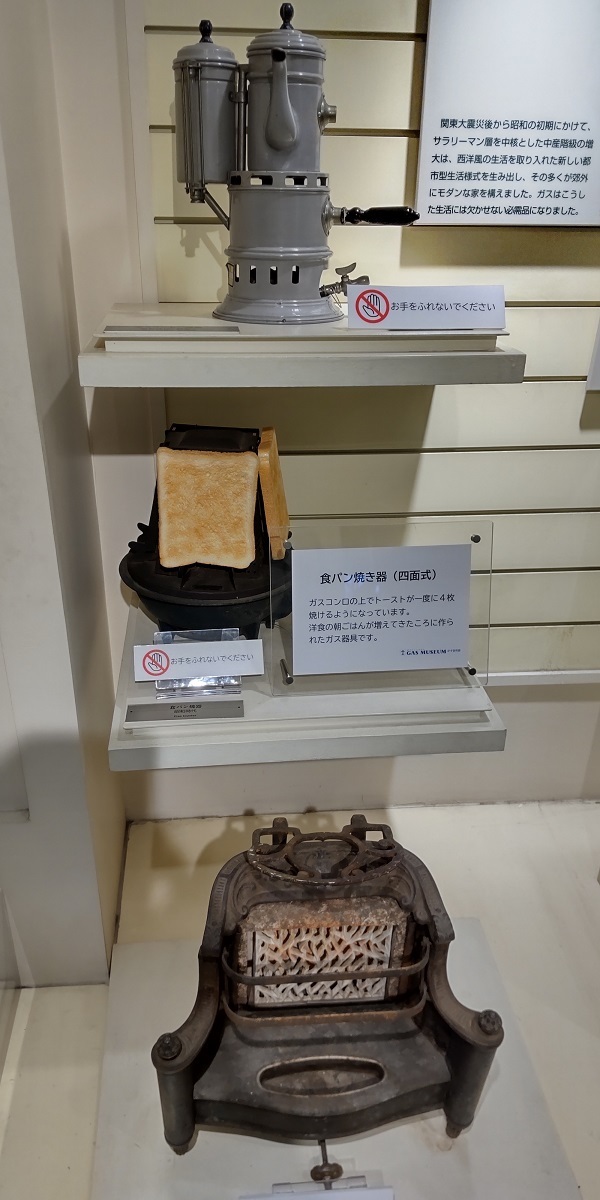 関東大震災後から昭和の初期にかけて、
サラリーマン層を中核とした中産階級の増
大は、西洋風の生活を取り入れた新しい都
市型生活様式を生み出し、その多くが郊外
にモダンな家を構えました。ガスはこうし
た生活には欠かせない必需品になりました。
お手をふれないでください
食パン焼き器（四面式）
ガスコンロの上でトーストが一度に４枚
焼けるようになっています。
洋食の朝ごはんが増えてきたころに作ら
れたガス器具です。
GAS MUSEUM
お手をふれないでください